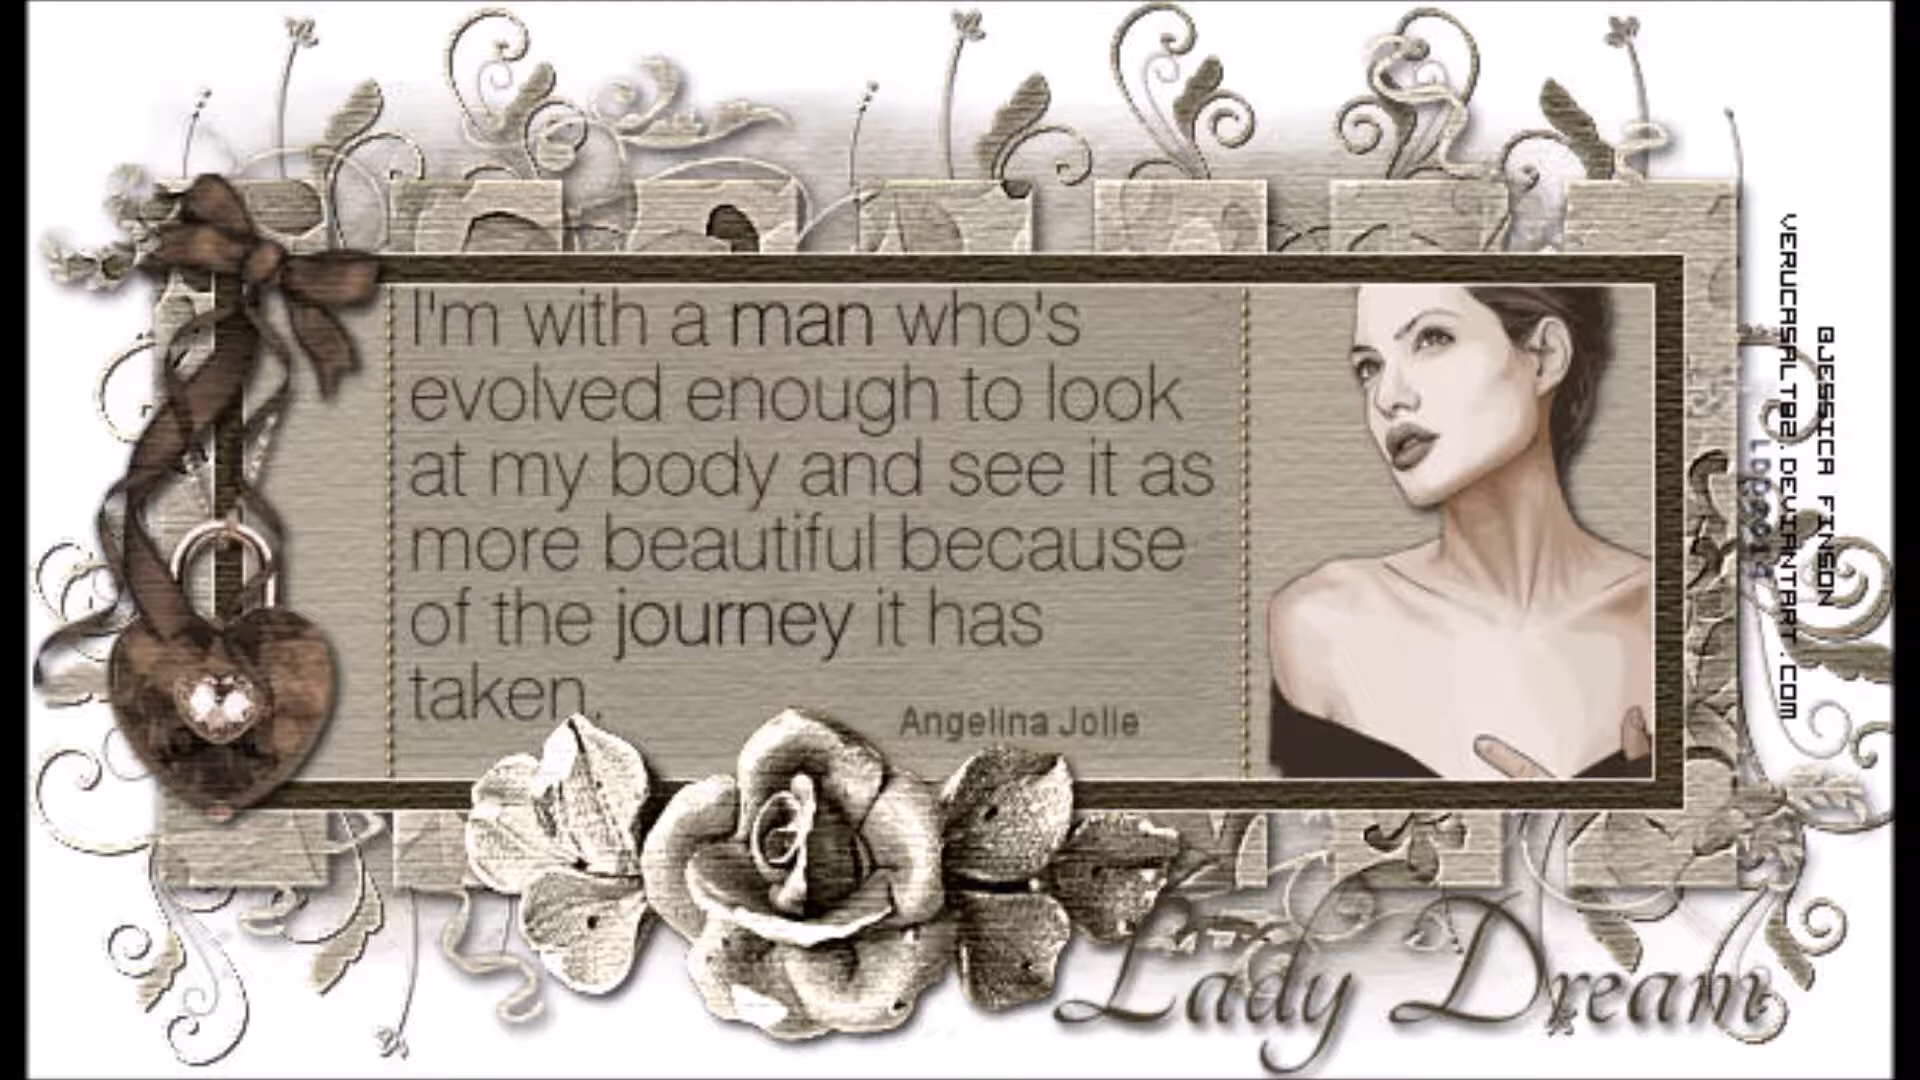 I'm with a man who's
evolved enough to look
at my body and see it as
more beautiful because
of the journey it has
taken.
Angelina Jolie
©JESSICA FINSON
VERUCASALT82.DEVIANTART.COM
Lady Dream